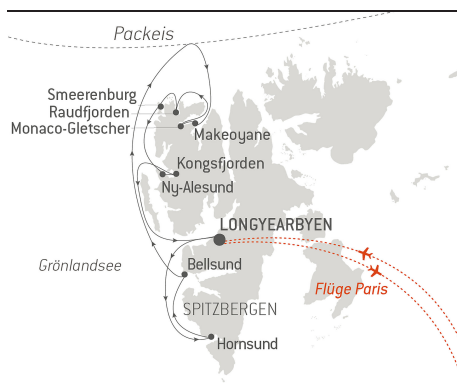 Packeis
Smeerenburg
Raudfjorden
Monaco-Gletscher
Makeoyane
Kongsfjorden
Ny-Alesund
LONGYEARBYEN
Grönlandsee
Bellsund
Flüge Paris
SPITZBERGEN
Hornsund